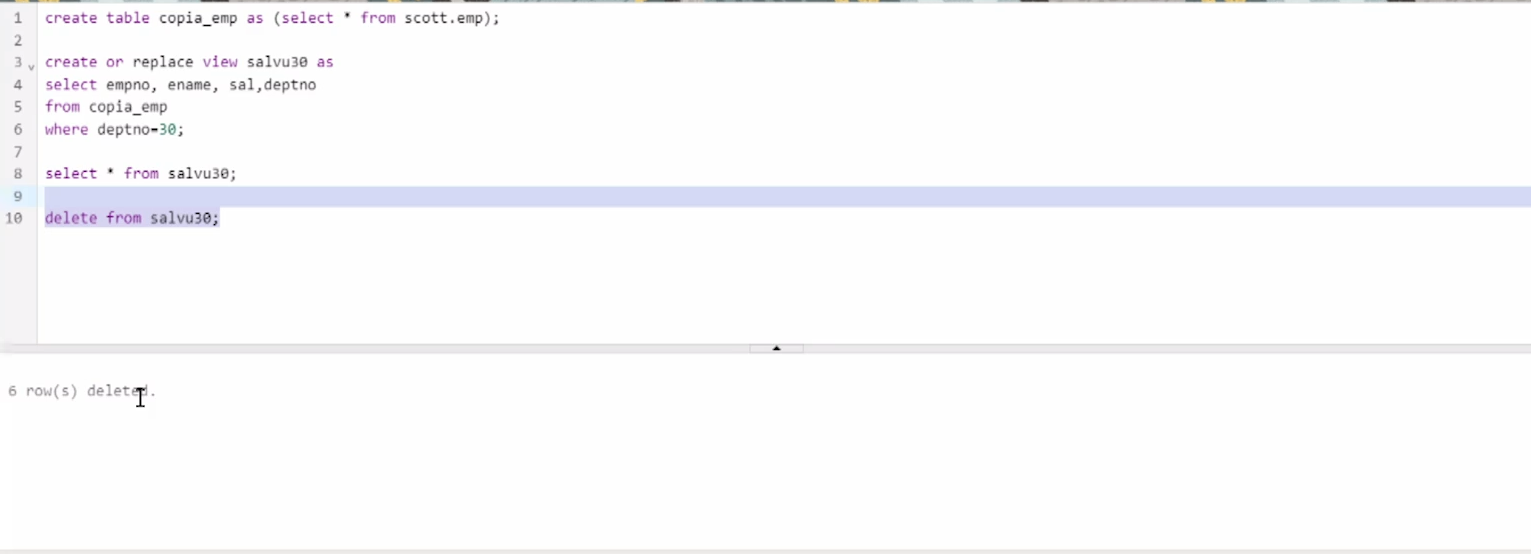 1 create table copia_emp as (select * from scott.emp);
2
3 create or replace view salvu30 as
4 select empno, ename, sal,deptno
5 from copia_emp
6 where deptno=30;
7
8 select * from salvu30;
9
10 delete from salvu30;
6 row(s) deleted.